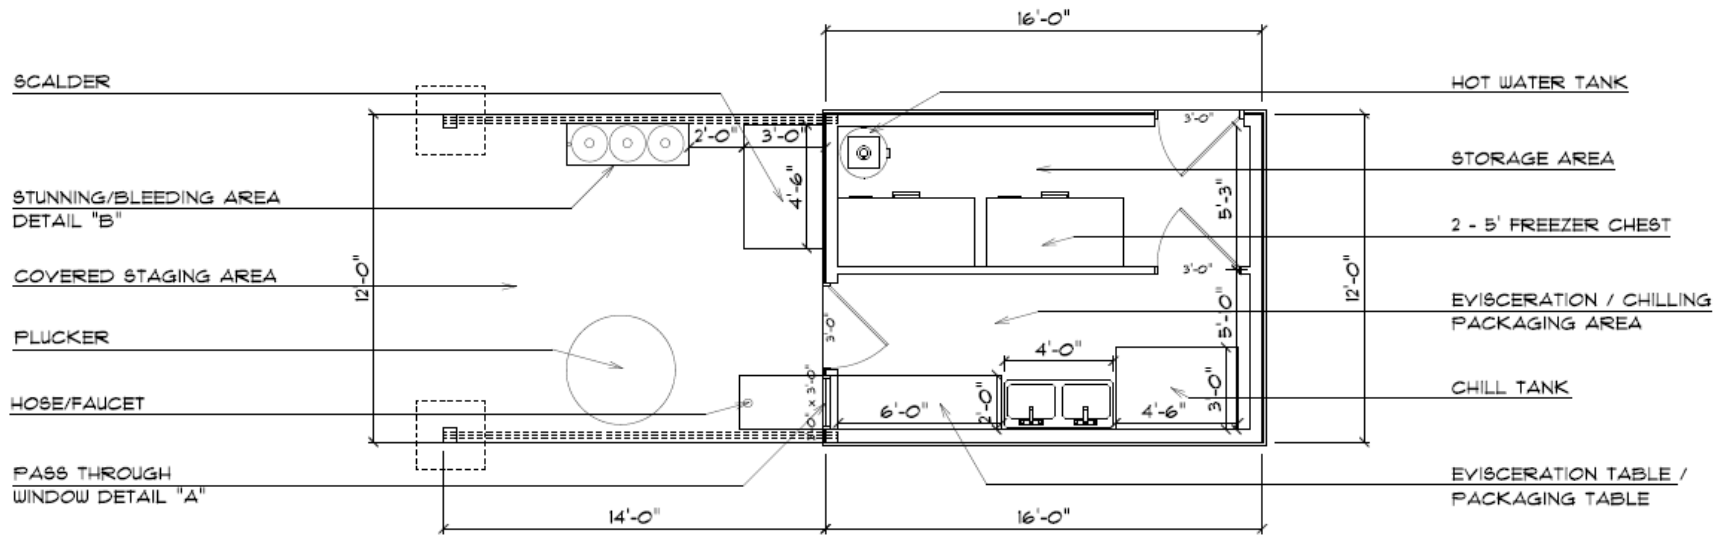 16'-0"
SCALDER
HOT WATER TANK
3'-0"
2'-0"
3'-0"
STORAGE AREA
4'-6"
5'-3"
STUNNING/BLEEDING AREA
DETAIL "B"
2 - 5' FREEZER CHEST
COVERED STAGING AREA
12'-0"
3'-0"
12'-0"
EVISCERATION / CHILLING
PACKAGING AREA
5'-0"
3'-0"
PLUCKER
4'-0"
CHILL TANK
HOSE/FAUCET
6'-0"
2'-0"
4'-6"
3'-0"
x 3'-0"
PASS THROUGH
WINDOW DETAIL "A"
EVISCERATION TABLE /
PACKAGING TABLE
14'-0"
16'-0"